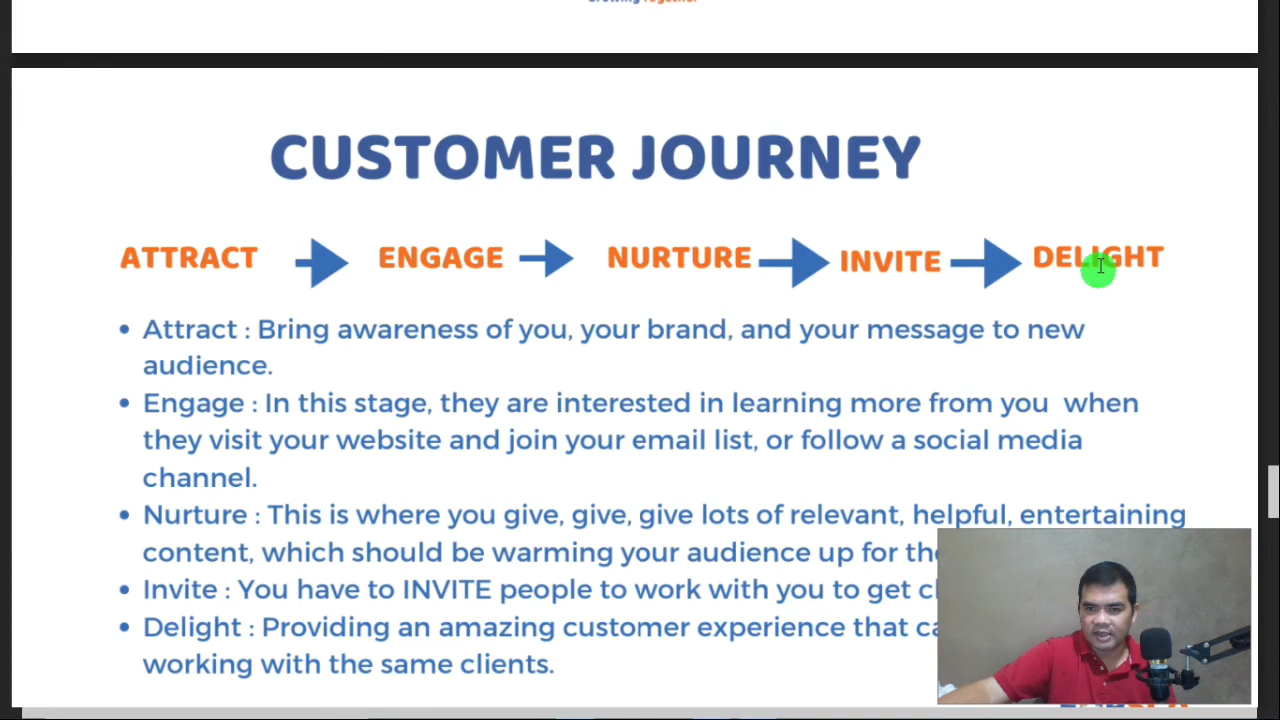 Growing Together
CUSTOMER JOURNEY
ATTRACT ENGAGE NURTURE INVITE DELIGHT
• Attract : Bring awareness of you, your brand, and your message to new
audience.
• Engage : In this stage, they are interested in learning more from you when
they visit your website and join your email list, or follow a social media
channel.
• Nurture : This is where you give, give, give lots of relevant, helpful, entertaining
content, which should be warming your audience up for
• Invite : You have to INVITE people to work with you to get
• Delight : Providing an amazing customer experience that
working with the same clients.